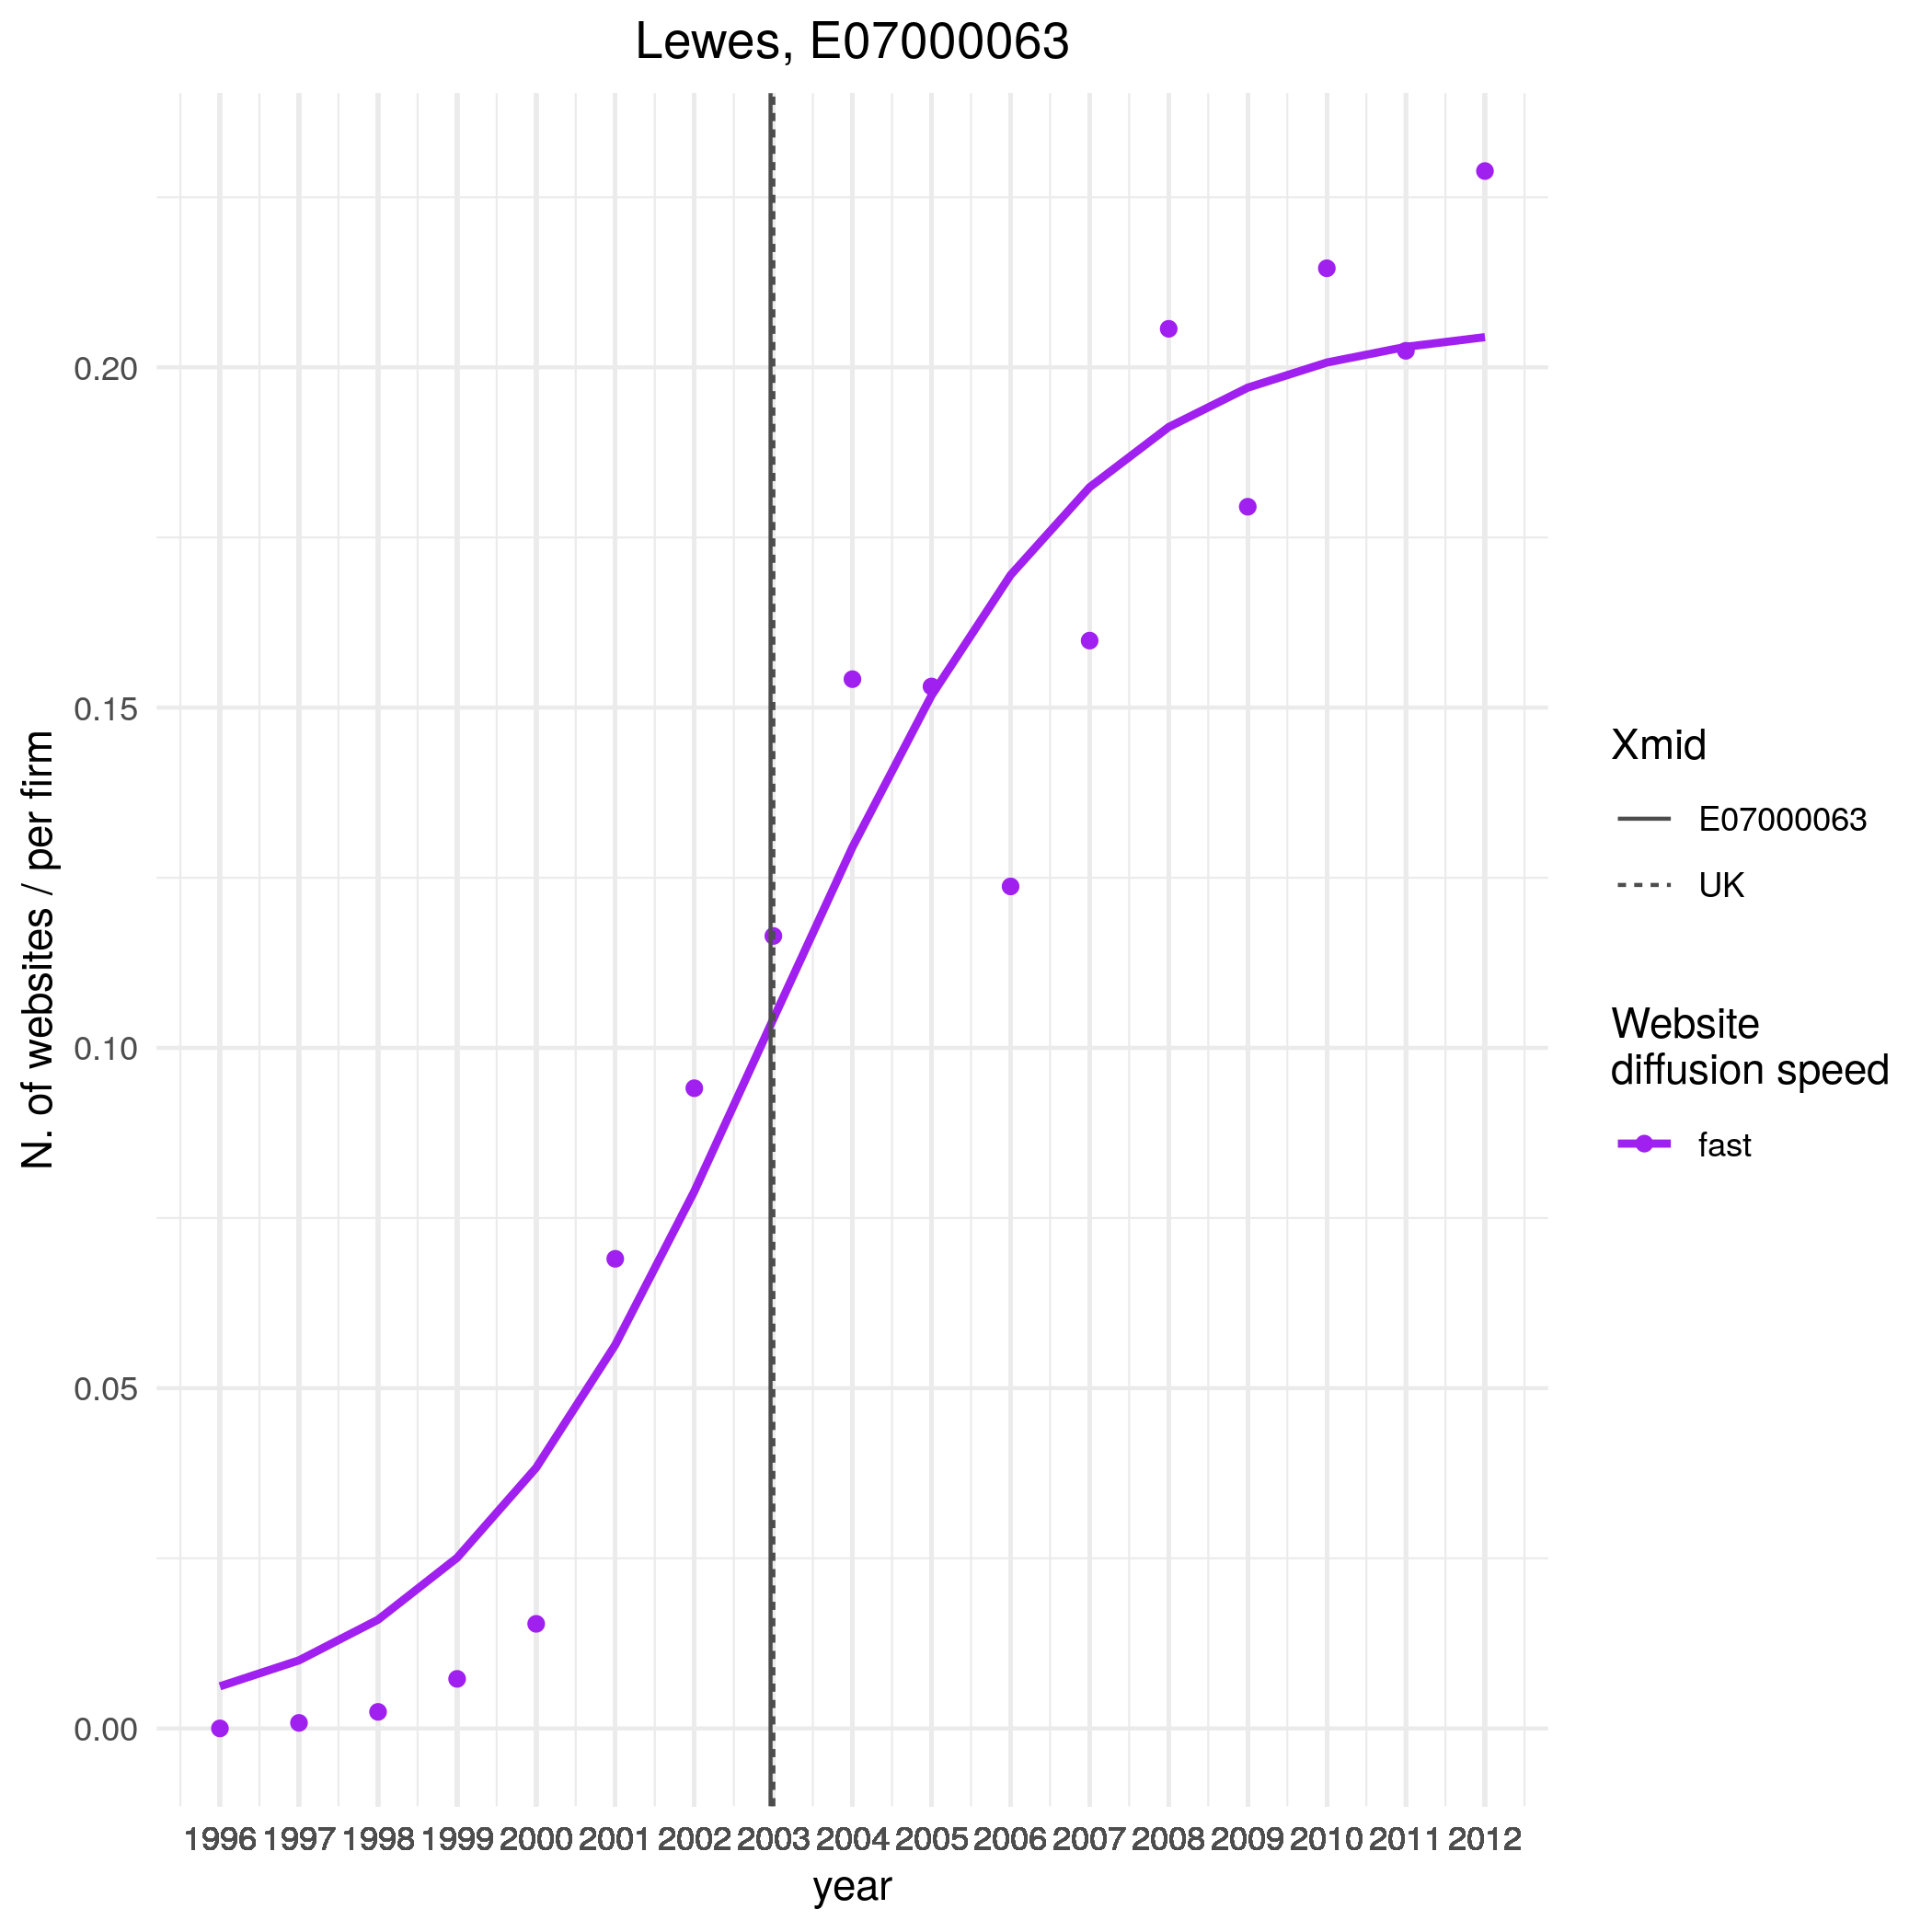 Lewes, E07000063
N. of websites / per firm
0.20
0.15
0.10
0.05
0.00
1996 1997 1998 1999 2000 2001 2002 2003 2004 2005 2006 2007 2008 2009 2010 2011 2012
year
Xmid
E07000063
UK
Website
diffusion speed
fast